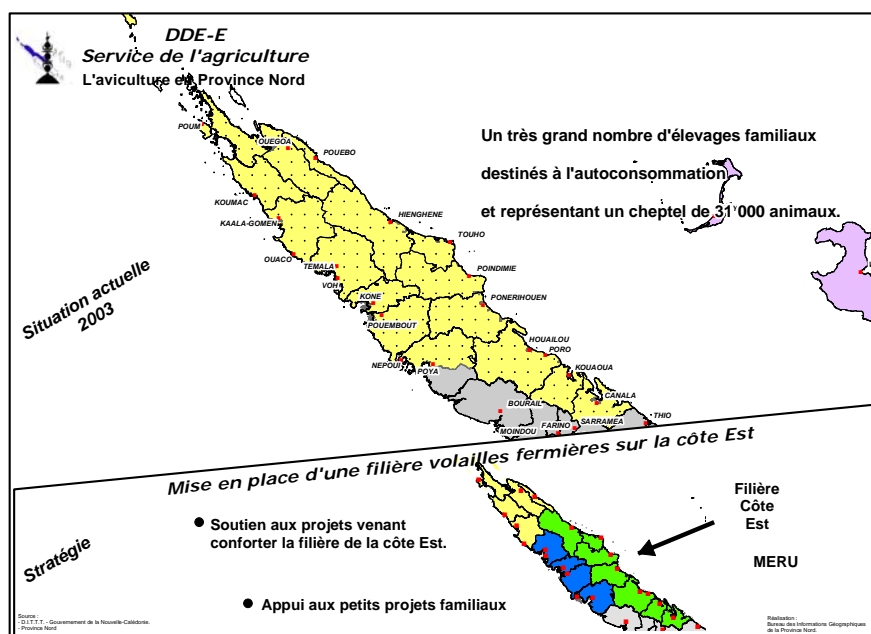 DDE-E
Service de l'agriculture
L'aviculture en Province Nord
Un très grand nombre d'élevages familiaux
destinés à l'autoconsommation
et représentant un cheptel de 31 000 animaux.
Situation actuelle
2003
POUM
OUEGOA
POUEBO
KOUMAC
KAALA-GOMEN
HIENGHENE
TOUHO
OUACO
TEMALA
VOH
POINDIMIE
KONE
PONERIHOUEN
POUEMBOUT
HOUAILOU
PORO
NEPOUI
POYA
KOUAOUA
CANALA
BOURAIL
THIO
FARINO
SARRAMEA
MOINDOU
Mise en place d'une filière volailles fermières sur la côte Est
Stratégie
● Soutien aux projets venant
conforter la filière de la côte Est.
● Appui aux petits projets familiaux
Filière
Côte
Est
MERU
Source :
- D.I.T.T.T. - Gouvernement de la Nouvelle-Calédonie.
- Province Nord
Réalisation :
Bureau des Informations Géographiques
de la Province Nord.